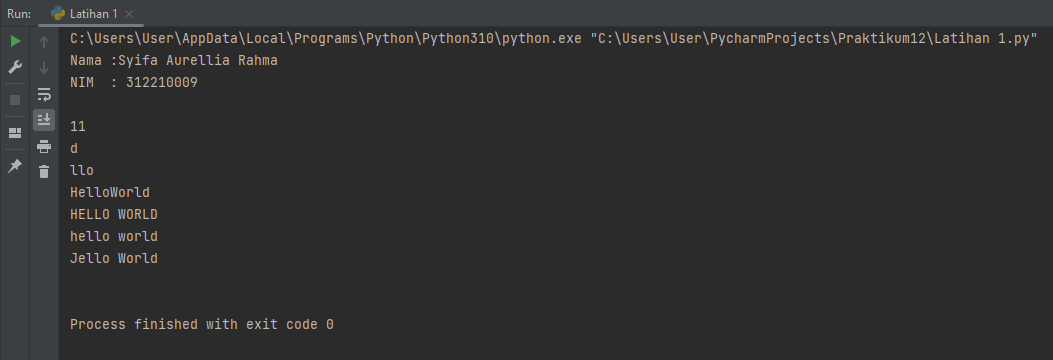 Run: Latihan 1
C:\Users\User\AppData\Local\Programs\Python\Python310\python.exe "C:\Users\User\PycharmProjects\Praktikum12\Latihan 1.py"
Nama :Syifa Aurellia Rahma
NIM  : 312210009
11
d
llo
HelloWorld
HELLO WORLD
hello world
Jello World
Process finished with exit code 0